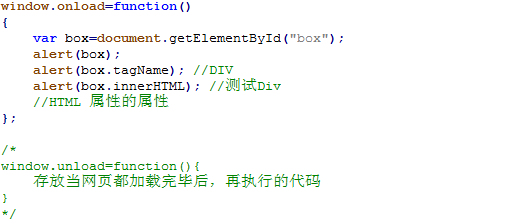 window.onload=function()
{
    var box=document.getElementById("box");
    alert(box);
    alert(box.tagName); //DIV
    alert(box.innerHTML); //测试Div
    //HTML 属性的属性
};
/*
window.unload=function(){
    存放当网页都加载完毕后，再执行的代码
}
*/